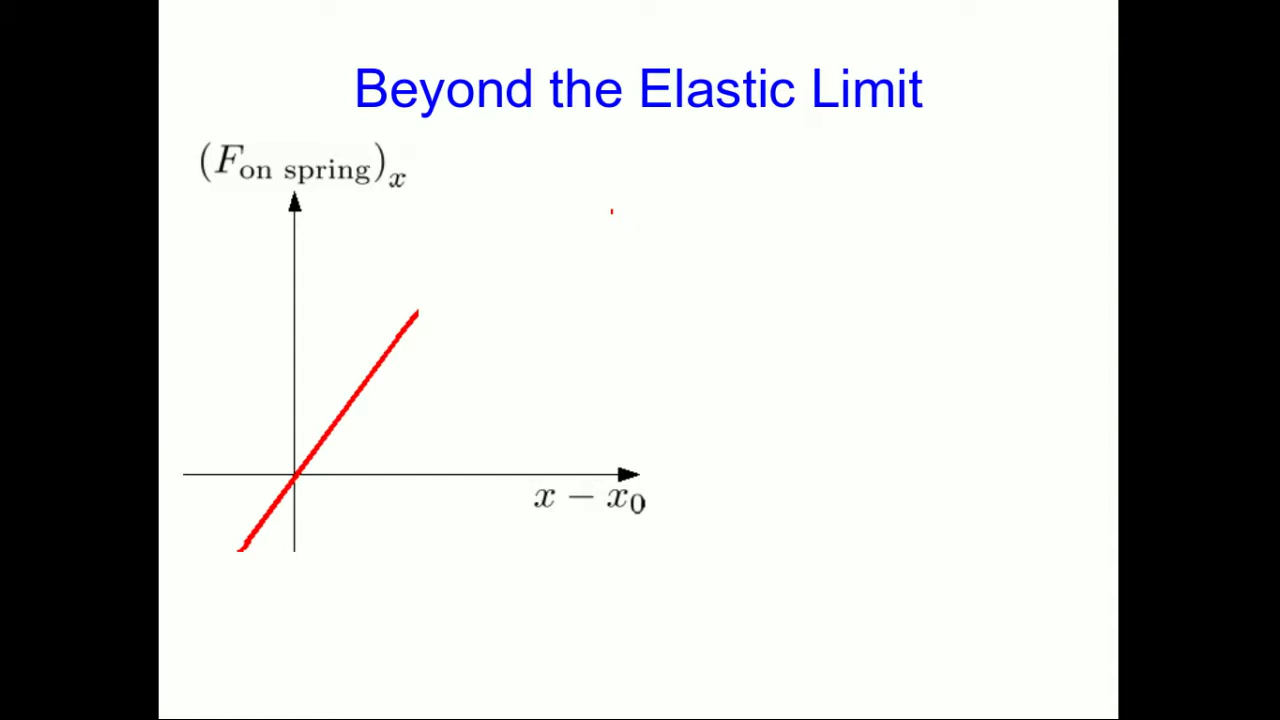 Beyond the Elastic Limit
(F_on spring)_x
x − x_0